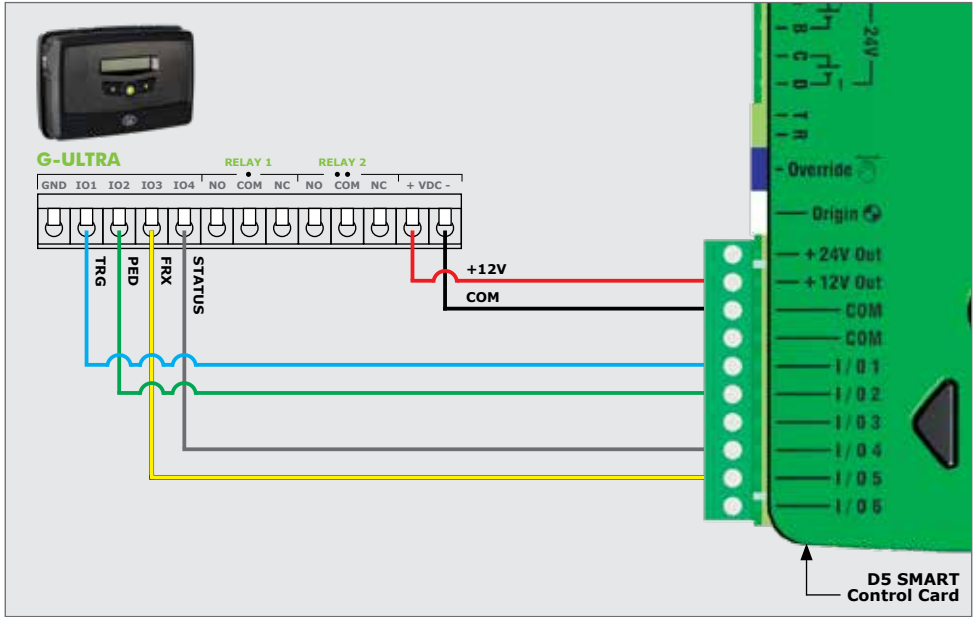 G-ULTRA
RELAY 1
RELAY 2
GND IO1 IO2 IO3 IO4 NO COM NC NO COM NC + VDC -
TRG
PED
FRX
STATUS
+12V
COM
B
C
D
24V
T
R
Override
Origin
+ 24V Out
+ 12V Out
COM
COM
I / O 1
I / O 2
I / O 3
I / O 4
I / O 5
I / O 6
D5 SMART
Control Card